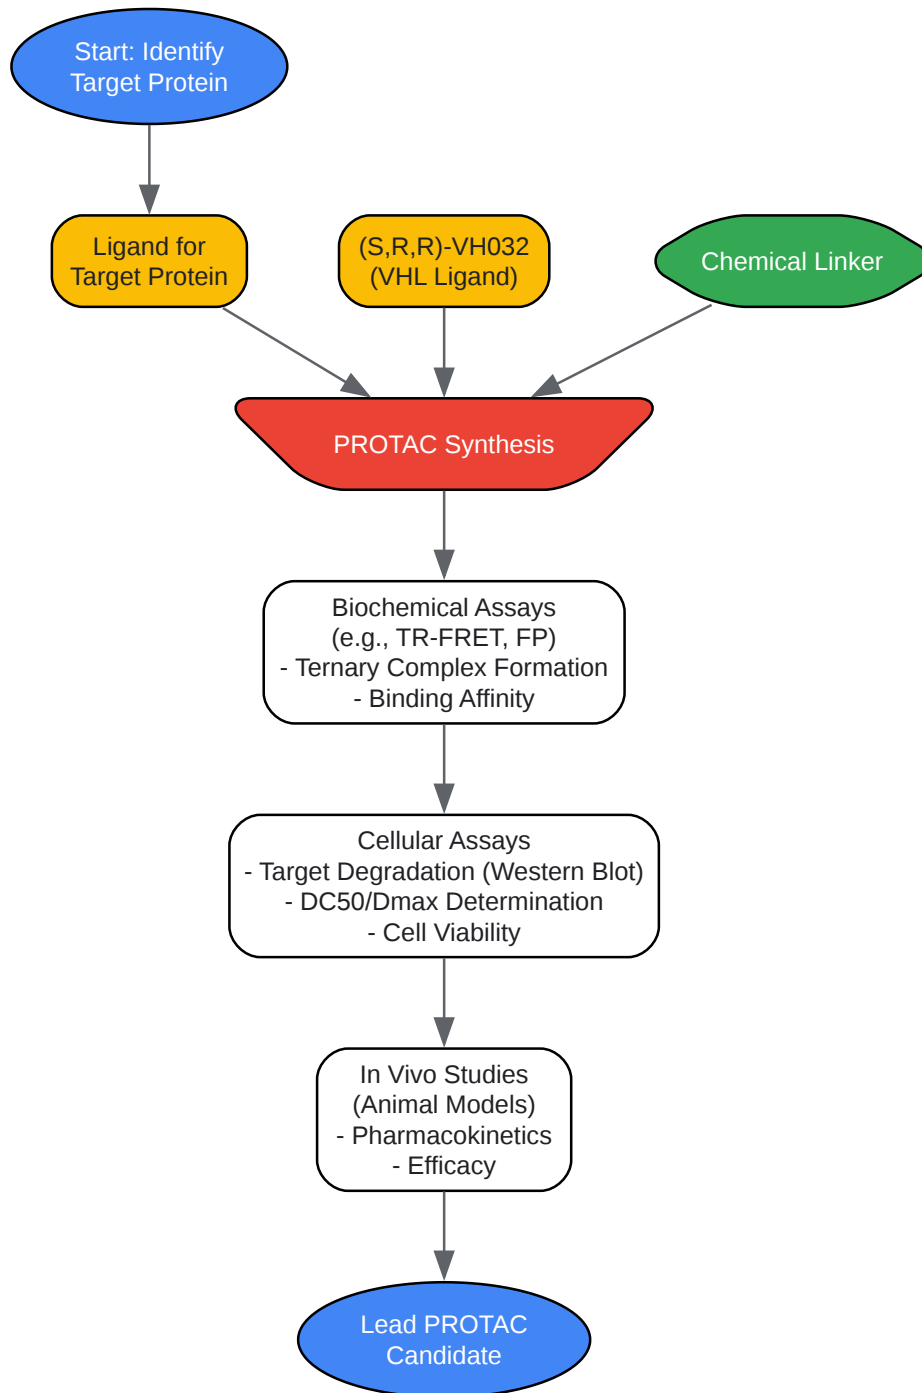 Start: Identify
Target Protein
Ligand for
Target Protein
(S,R,R)-VH032
(VHL Ligand)
Chemical Linker
PROTAC Synthesis
Biochemical Assays
(e.g., TR-FRET, FP)
- Ternary Complex Formation
- Binding Affinity
Cellular Assays
- Target Degradation (Western Blot)
- DC50/Dmax Determination
- Cell Viability
In Vivo Studies
(Animal Models)
- Pharmacokinetics
- Efficacy
Lead PROTAC
Candidate